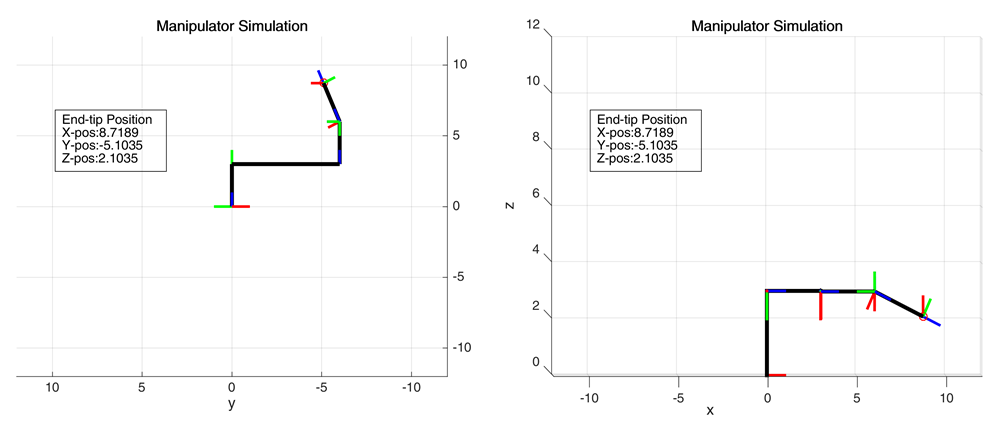 Manipulator Simulation
End-tip Position
X-pos:8.7189
Y-pos:-5.1035
Z-pos:2.1035
10
5
0
-5
-10
10 5 0 -5 -10
y
Manipulator Simulation
End-tip Position
X-pos:8.7189
Y-pos:-5.1035
Z-pos:2.1035
12
10
8
6
z
4
2
0
-10 -5 0 5 10
x